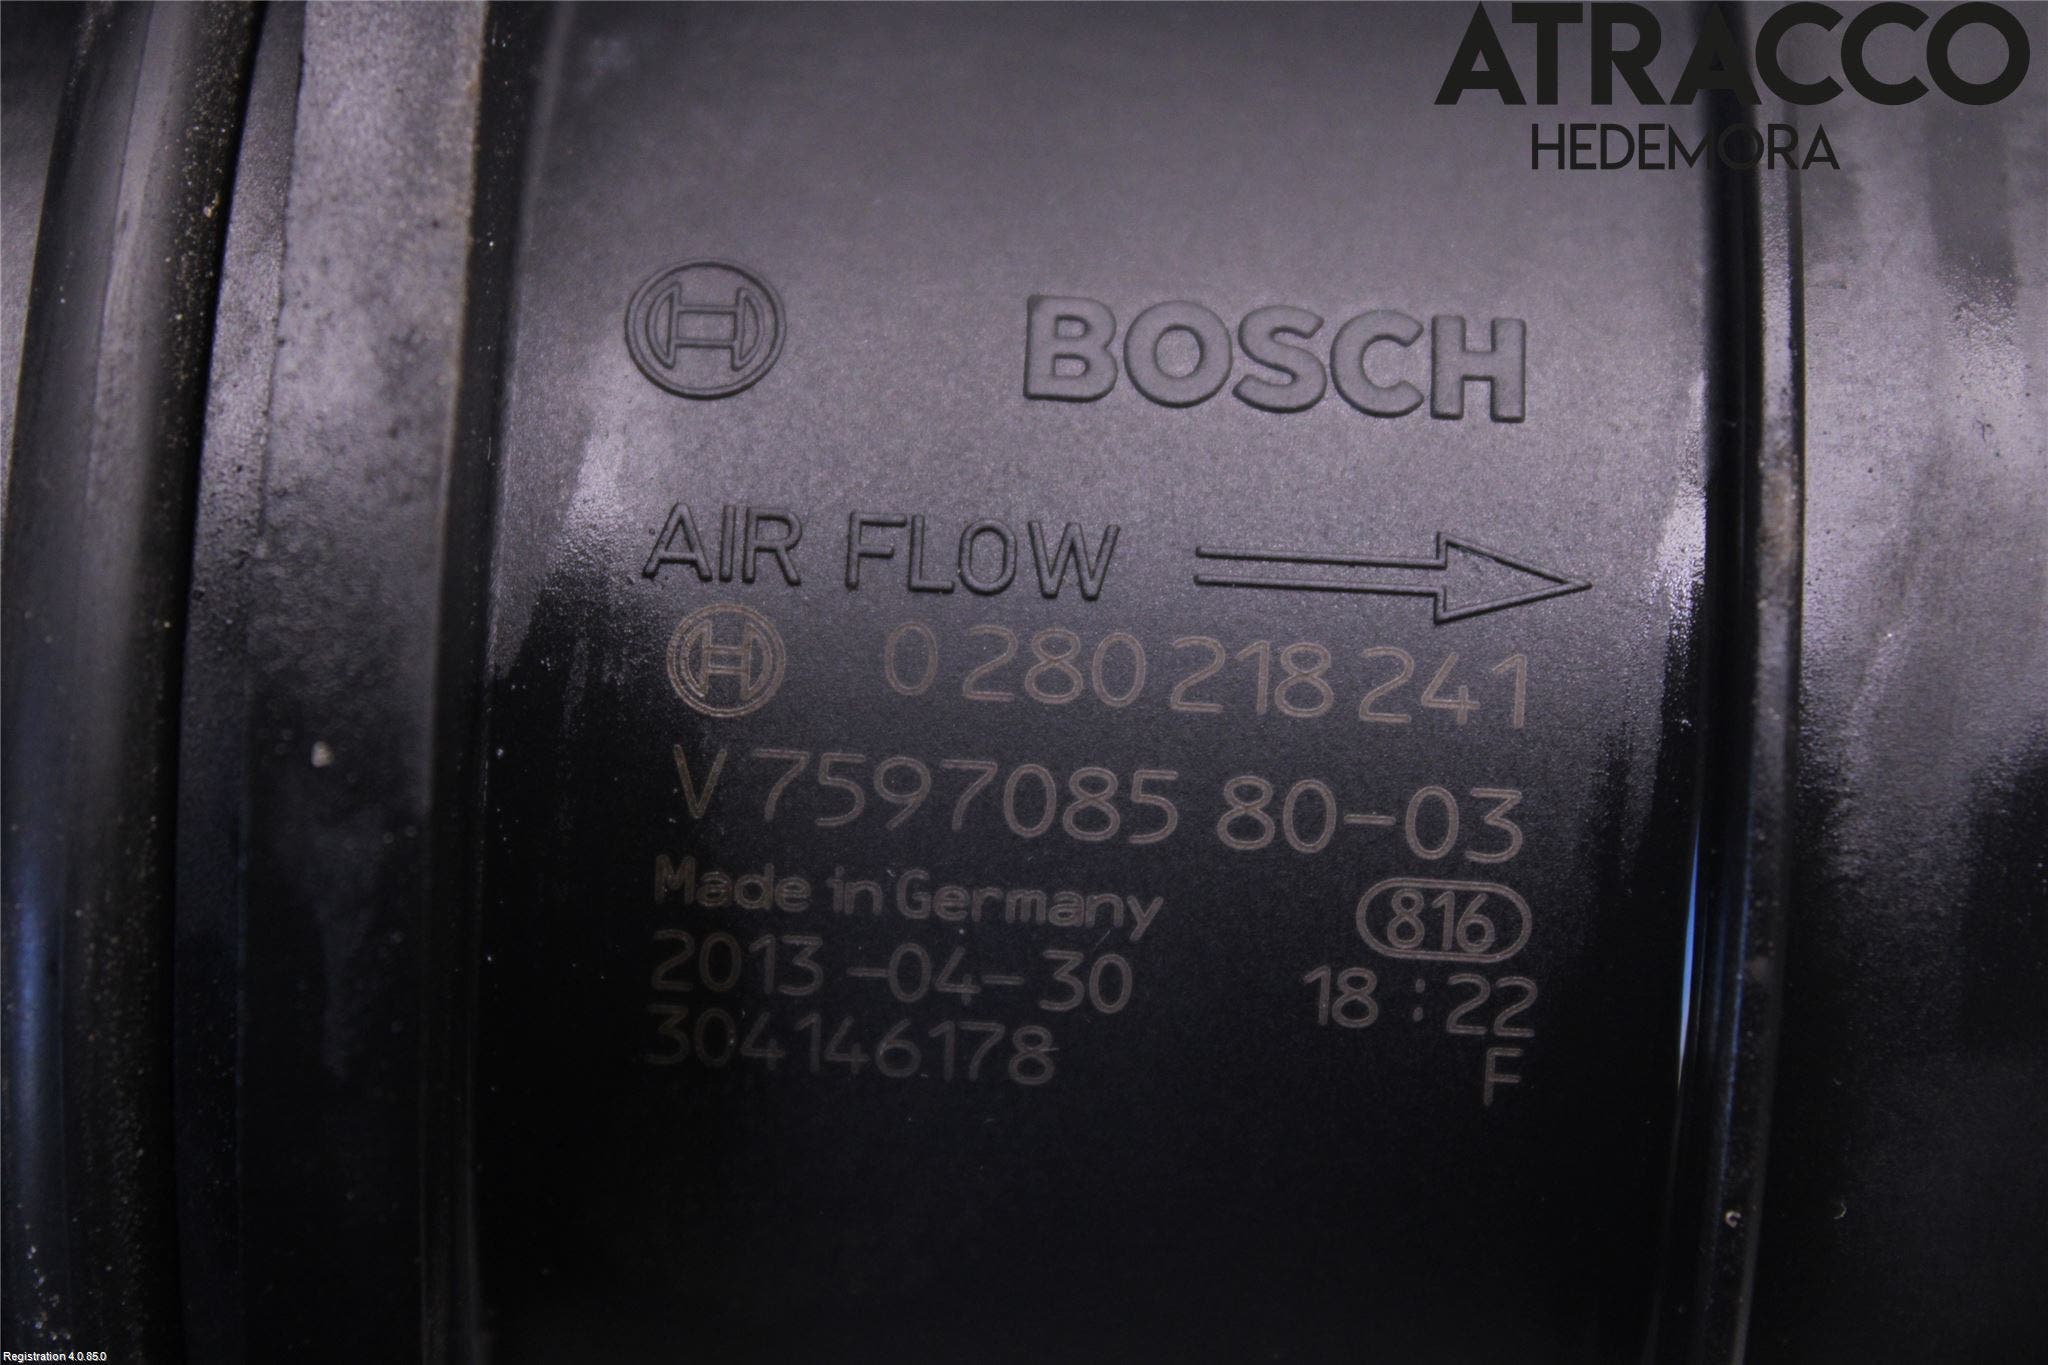 ATRACCO
HEDEMORA
BOSCH
AIR FLOW
0 280 218 241
V 7597085 80-03
Made in Germany 816
2013-04-30 18:22
304146178 F
Registration 4.0.85.0